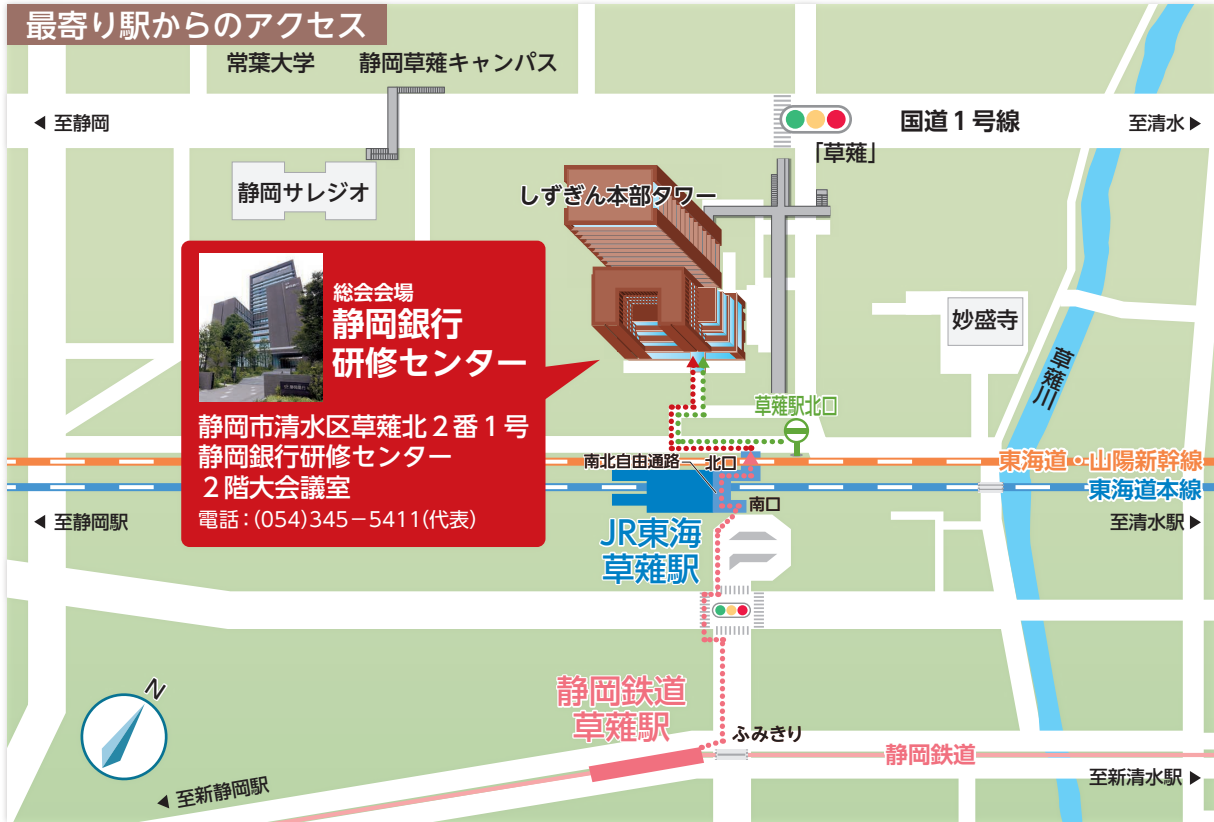 最寄り駅からのアクセス
常葉大学 静岡草薙キャンパス
◀ 至静岡
国道1号線
至清水 ▶
「草薙」
静岡サレジオ
しずぎん本部タワー
総会会場
静岡銀行
研修センター
静岡市清水区草薙北2番1号
静岡銀行研修センター
2階大会議室
電話:(054)345-5411(代表)
妙盛寺
草薙川
草薙駅北口
南北自由通路
北口
東海道・山陽新幹線
東海道本線
南口
◀ 至静岡駅
至清水駅 ▶
JR東海
草薙駅
静岡鉄道
草薙駅
N
ふみきり
静岡鉄道
◀ 至新静岡駅
至新清水駅 ▶